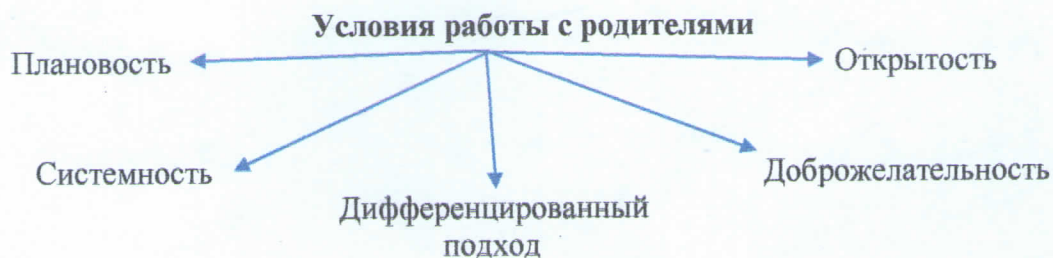 Условия работы с родителями
Плановость
Открытость
Системность
Доброжелательность
Дифференцированный
подход